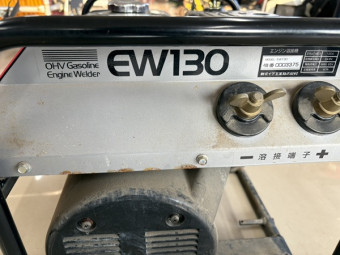 OHV Gasoline
Engine Welder
EW130
エンジン溶接機
− 溶接端子 +